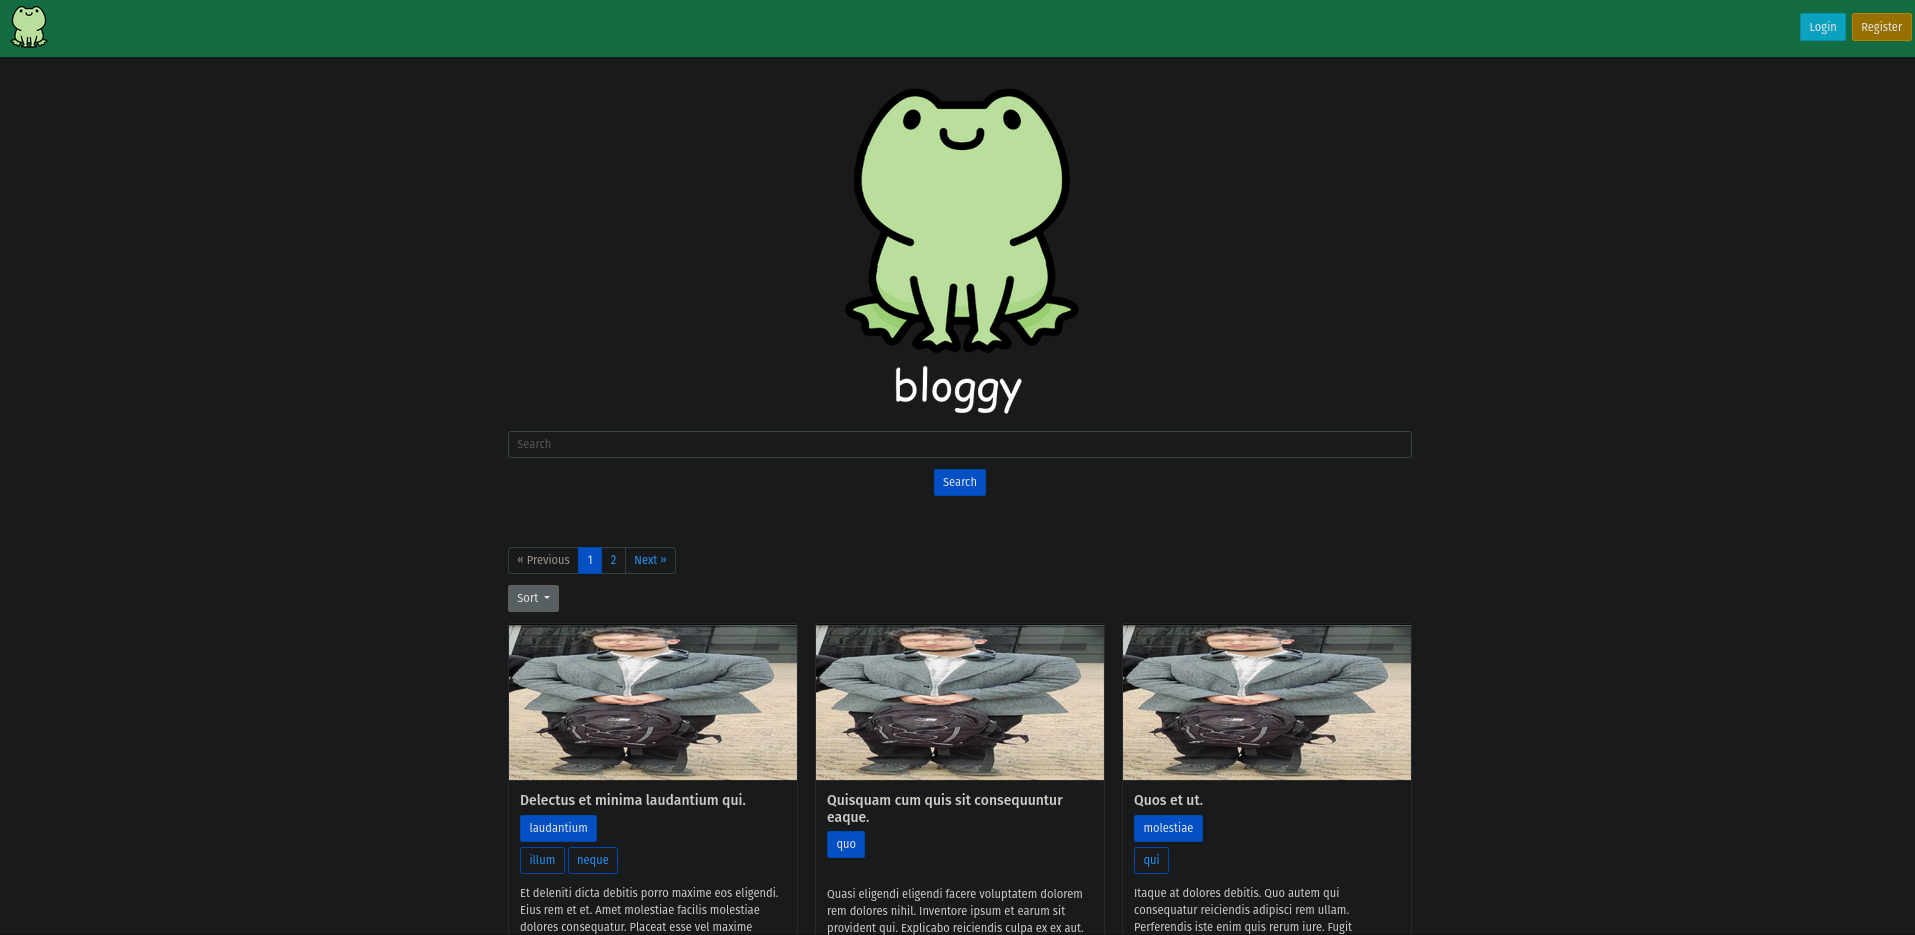 Login Register
bloggy
Search
Search
« Previous 1 2 Next »
Sort
Delectus et minima laudantium qui.
laudantium
illum neque
Et deleniti dicta debitis porro maxime eos eligendi.
Eius rem et et. Amet molestiae facilis molestiae
dolores consequatur. Placeat esse vel maxime
Quisquam cum quis sit consequuntur
eaque.
quo
Quasi eligendi eligendi facere voluptatem dolorem
rem dolores nihil. Inventore ipsum et earum sit
provident qui. Explicabo reiciendis culpa ex ex aut.
Quos et ut.
molestiae
qui
Itaque at dolores debitis. Quo autem qui
consequatur reiciendis adipisci rem ullam.
Perferendis iste enim quis rerum iure. Fugit